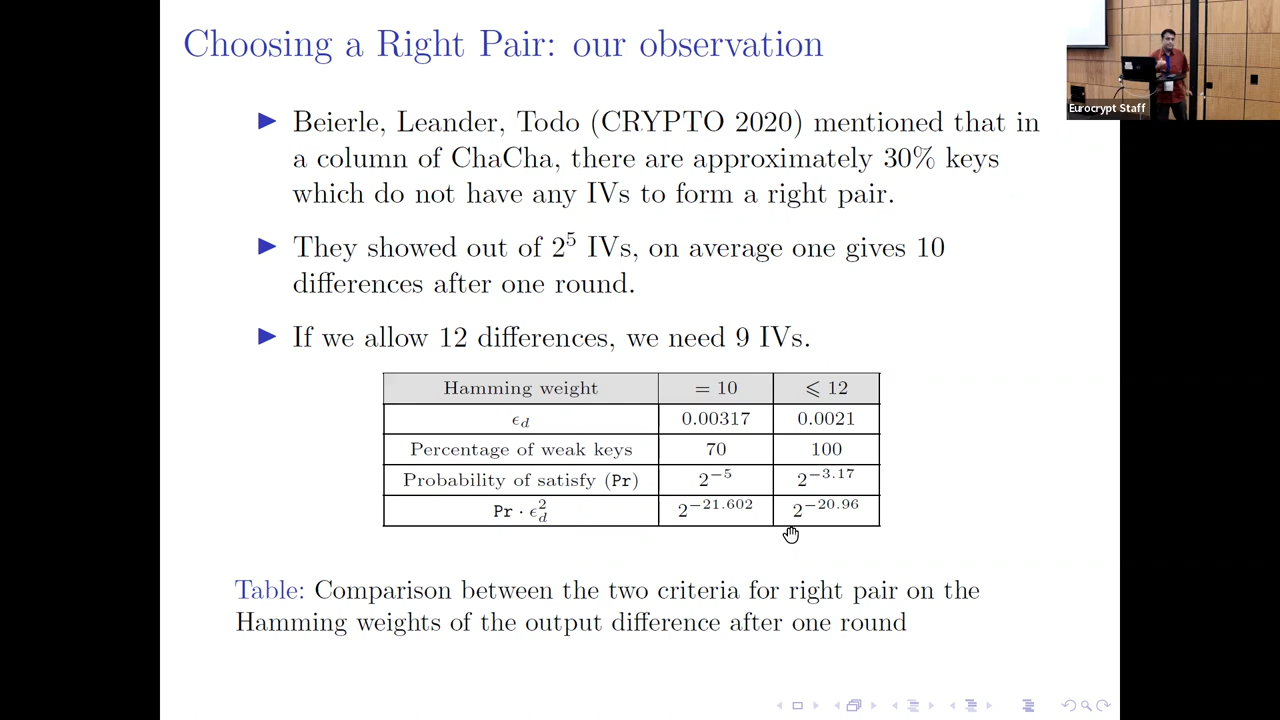 Choosing a Right Pair: our observation
Eurocrypt Staff
▶ Beierle, Leander, Todo (CRYPTO 2020) mentioned that in
a column of ChaCha, there are approximately 30% keys
which do not have any IVs to form a right pair.
▶ They showed out of 2⁵ IVs, on average one gives 10
differences after one round.
▶ If we allow 12 differences, we need 9 IVs.
Hamming weight = 10 ⩽ 12
ϵ_d 0.00317 0.0021
Percentage of weak keys 70 100
Probability of satisfy (Pr) 2^{−5} 2^{−3.17}
Pr · ϵ_d^2 2^{−21.602} 2^{−20.96}
Table: Comparison between the two criteria for right pair on the
Hamming weights of the output difference after one round